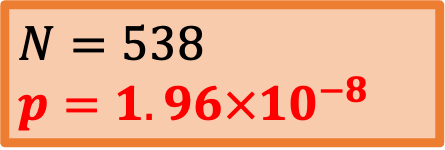 N = 538
p = 1.96×10⁻⁸